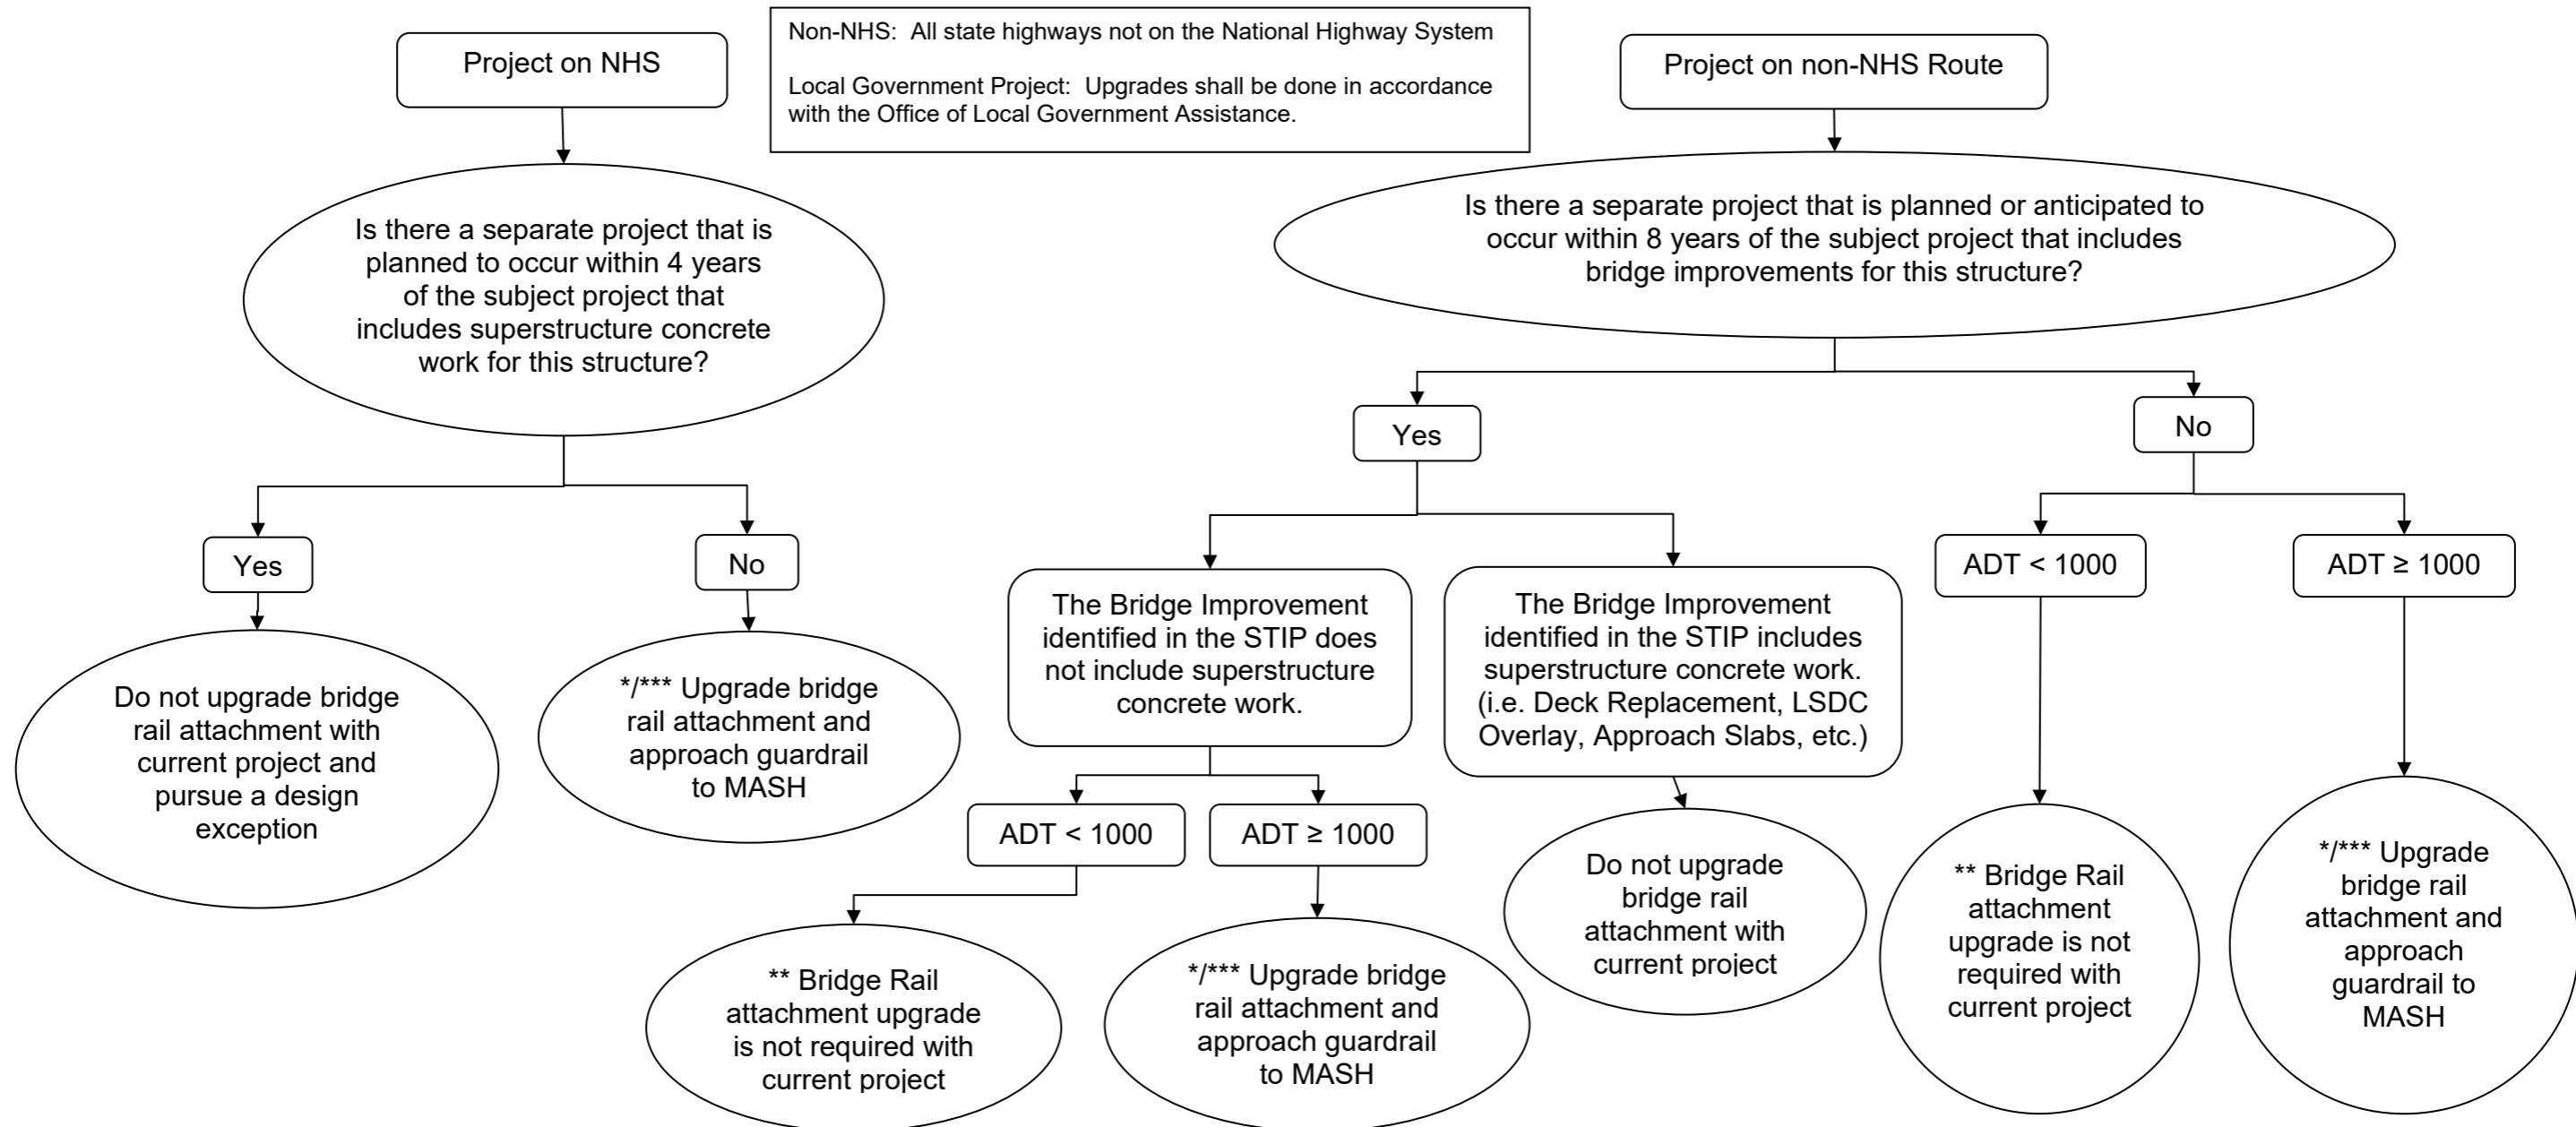 Project on NHS
Non-NHS:  All state highways not on the National Highway System
Local Government Project:  Upgrades shall be done in accordance
with the Office of Local Government Assistance.
Project on non-NHS Route
Is there a separate project that is
planned to occur within 4 years
of the subject project that
includes superstructure concrete
work for this structure?
Is there a separate project that is planned or anticipated to
occur within 8 years of the subject project that includes
bridge improvements for this structure?
Yes
No
Yes
No
Do not upgrade bridge
rail attachment with
current project and
pursue a design
exception
*/*** Upgrade bridge
rail attachment and
approach guardrail
to MASH
The Bridge Improvement
identified in the STIP does
not include superstructure
concrete work.
The Bridge Improvement
identified in the STIP includes
superstructure concrete work.
(i.e. Deck Replacement, LSDC
Overlay, Approach Slabs, etc.)
ADT < 1000
ADT ≥ 1000
ADT < 1000
ADT ≥ 1000
** Bridge Rail
attachment upgrade
is not required with
current project
*/*** Upgrade bridge
rail attachment and
approach guardrail
to MASH
Do not upgrade
bridge rail
attachment with
current project
** Bridge Rail
attachment
upgrade is not
required with
current project
*/*** Upgrade
bridge rail
attachment and
approach
guardrail to
MASH